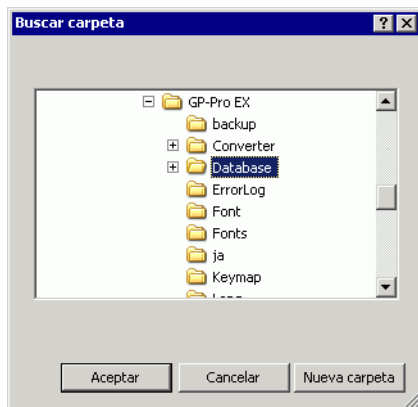 Buscar carpeta
GP-Pro EX
backup
Converter
Database
ErrorLog
Font
Fonts
ja
Keymap
Aceptar
Cancelar
Nueva carpeta